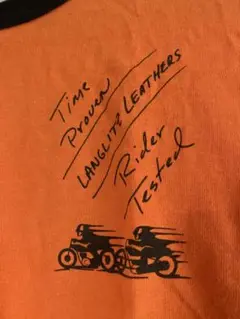 Time
Proven
LANGLITZ LEATHERS
Rider
Tested